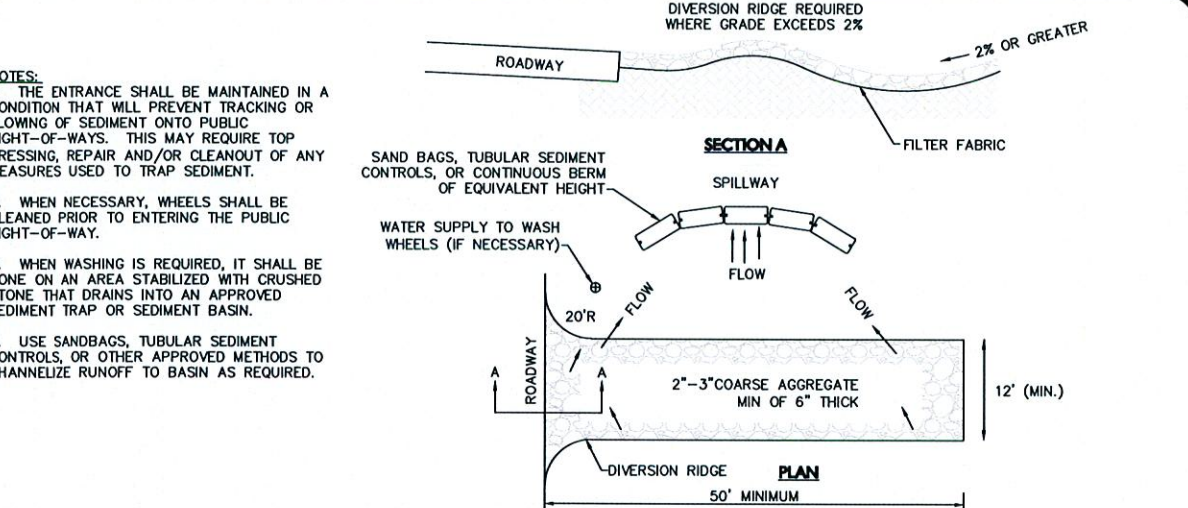 OTES:
THE ENTRANCE SHALL BE MAINTAINED IN A
ONDITION THAT WILL PREVENT TRACKING OR
LOWING OF SEDIMENT ONTO PUBLIC
IGHT-OF-WAYS. THIS MAY REQUIRE TOP
RESSING, REPAIR AND/OR CLEANOUT OF ANY
EASURES USED TO TRAP SEDIMENT.
WHEN NECESSARY, WHEELS SHALL BE
LEANED PRIOR TO ENTERING THE PUBLIC
IGHT-OF-WAY.
WHEN WASHING IS REQUIRED, IT SHALL BE
ONE ON AN AREA STABILIZED WITH CRUSHED
TONE THAT DRAINS INTO AN APPROVED
EDIMENT TRAP OR SEDIMENT BASIN.
USE SANDBAGS, TUBULAR SEDIMENT
ONTROLS, OR OTHER APPROVED METHODS TO
HANNELIZE RUNOFF TO BASIN AS REQUIRED.
DIVERSION RIDGE REQUIRED
WHERE GRADE EXCEEDS 2%
ROADWAY
2% OR GREATER
FILTER FABRIC
SECTION A
SAND BAGS, TUBULAR SEDIMENT
CONTROLS, OR CONTINUOUS BERM
OF EQUIVALENT HEIGHT
SPILLWAY
WATER SUPPLY TO WASH
WHEELS (IF NECESSARY)
FLOW
FLOW
FLOW
20'R
ROADWAY
A
A
2"-3"COARSE AGGREGATE
MIN OF 6" THICK
12' (MIN.)
DIVERSION RIDGE
PLAN
50' MINIMUM